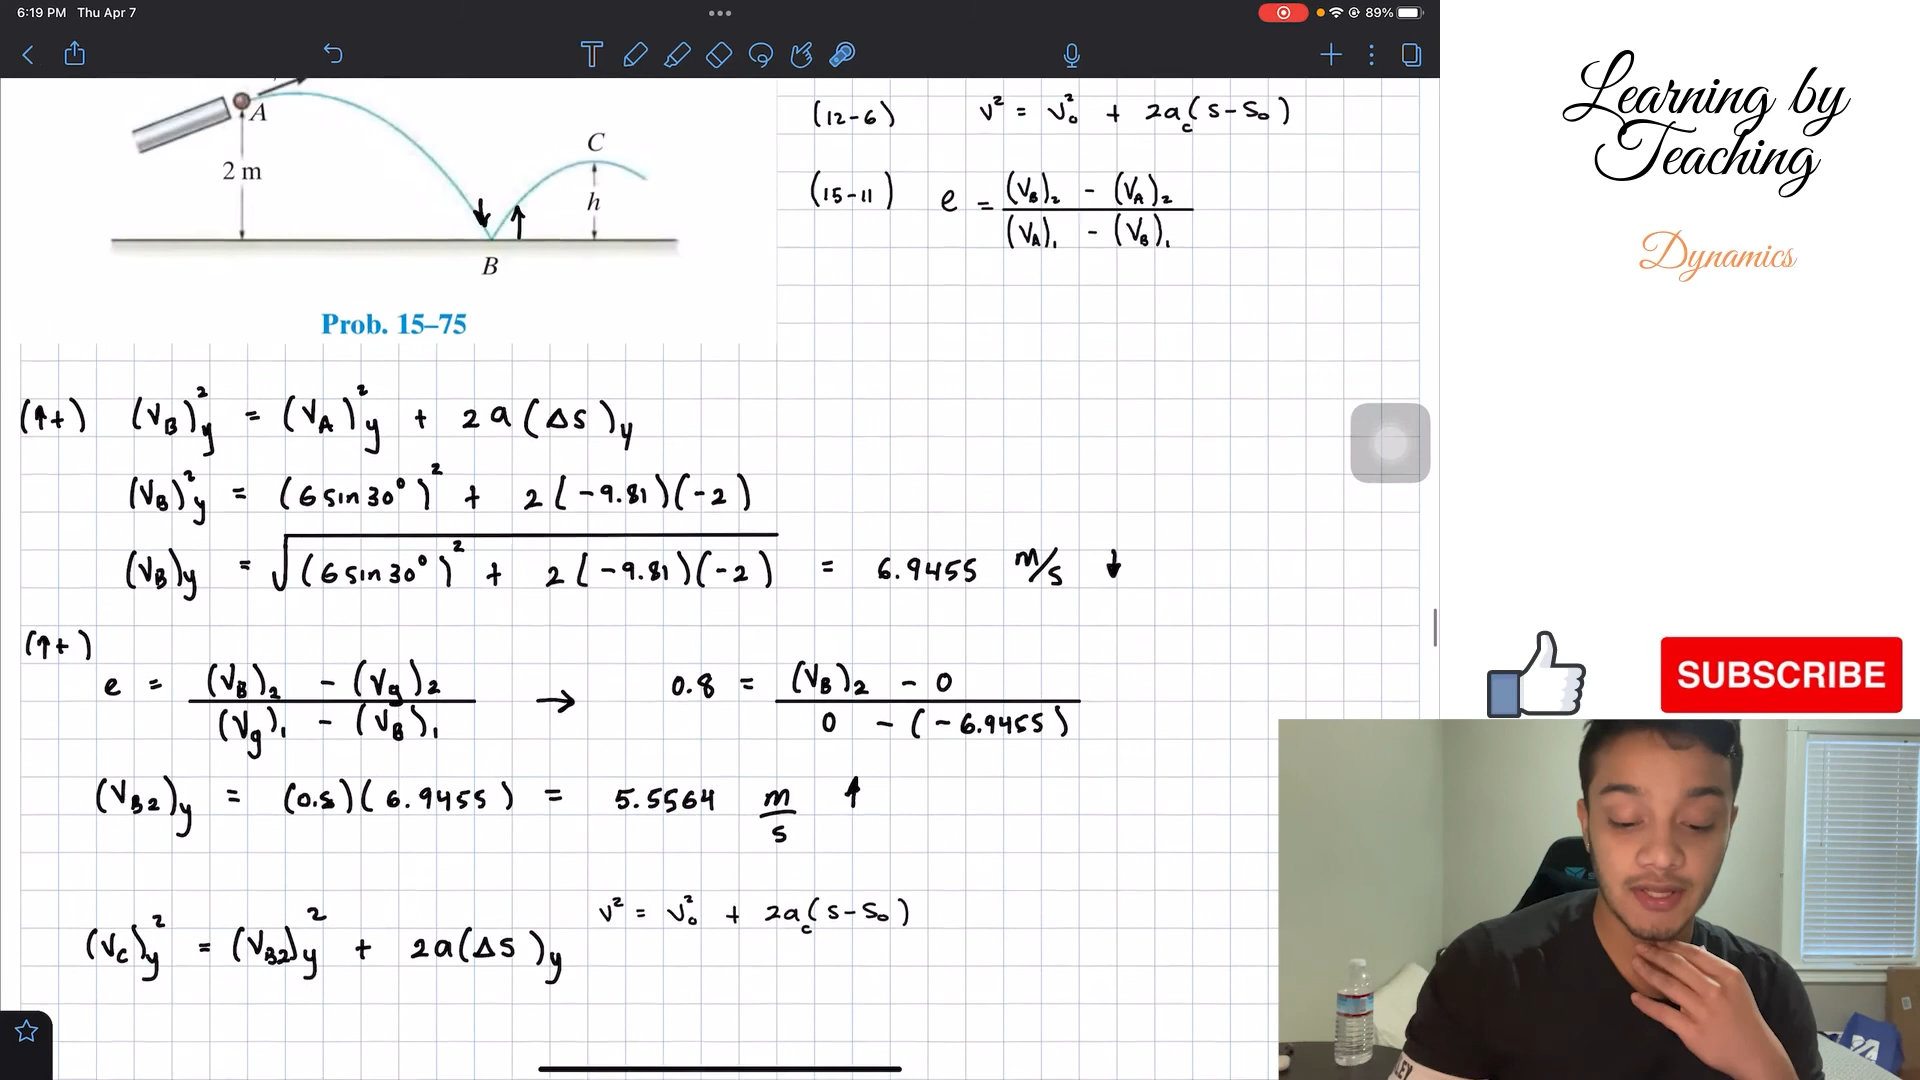 6:19 PM Thu Apr 7
89%
A
2 m
C
h
B
Prob. 15–75
(12-6) v² = v₀² + 2a_c(s-s₀)
(15-11) e = ((V_B)₂ - (V_A)₂) / ((V_A)₁ - (V_B)₁)
(↑+) (V_B)²_y = (V_A)²_y + 2a(Δs)_y
(V_B)²_y = (6 sin 30°)² + 2(-9.81)(-2)
(V_B)_y = √((6 sin 30°)² + 2(-9.81)(-2)) = 6.9455 m/s ↓
(↑+)
e = ((V_B)₂ - (V_g)₂) / ((V_g)₁ - (V_B)₁) → 0.8 = ((V_B)₂ - 0) / (0 - (-6.9455))
(V_B2)_y = (0.8)(6.9455) = 5.5564 m/s ↑
v² = v₀² + 2a_c(s-s₀)
(V_C)_y² = (V_B2)_y² + 2a(Δs)_y
Learning by
Teaching
Dynamics
SUBSCRIBE